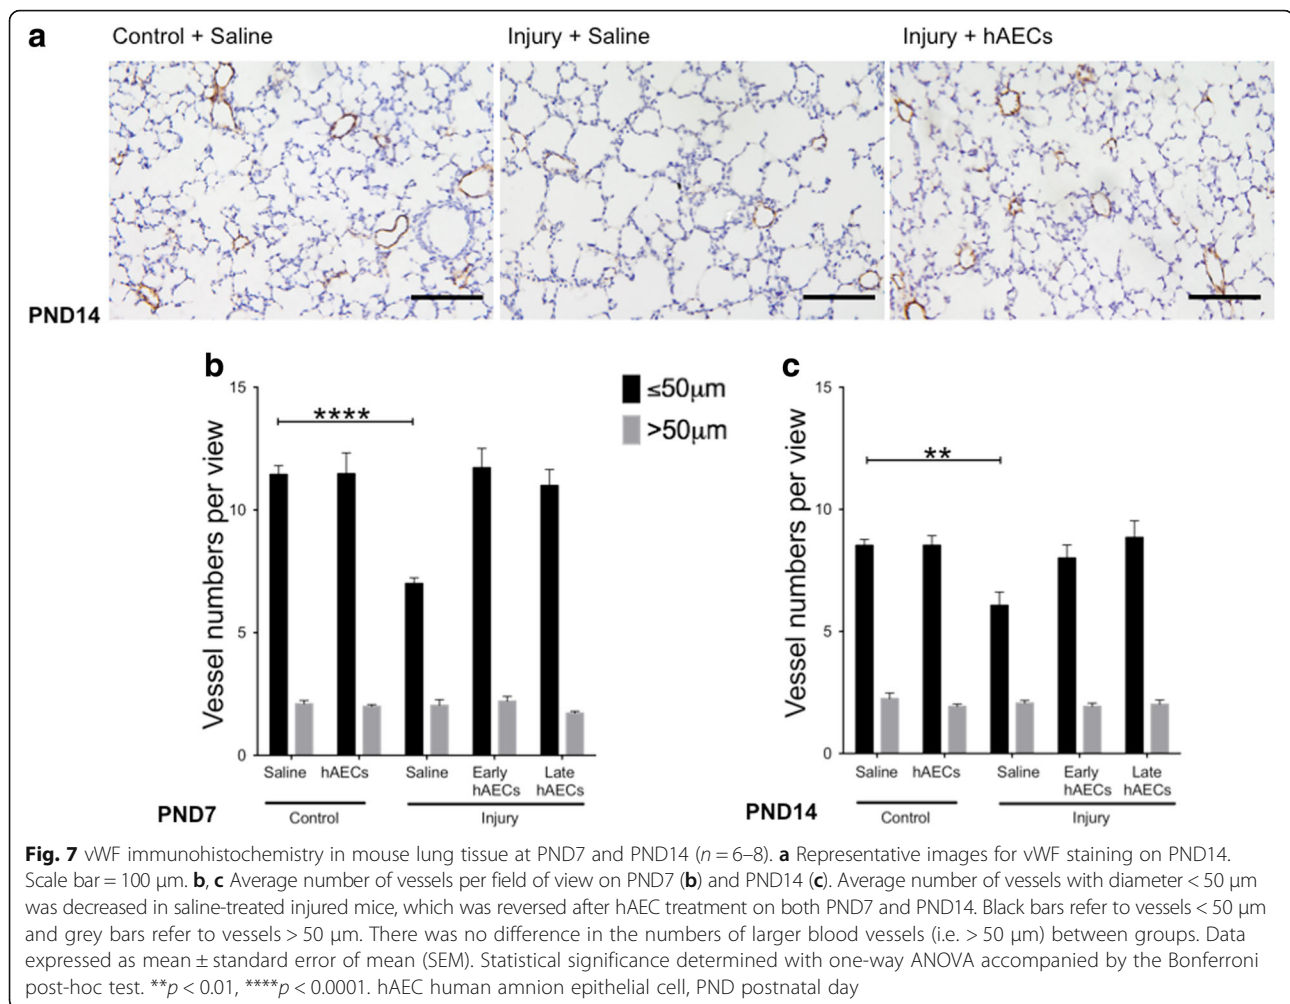 a
Control + Saline
Injury + Saline
Injury + hAECs
PND14
b
15
10
5
0
Vessel numbers per view
****
Saline
hAECs
Saline
Early
hAECs
Late
hAECs
Control
Injury
PND7
≤50μm
>50μm
c
15
10
5
0
Vessel numbers per view
**
Saline
hAECs
Saline
Early
hAECs
Late
hAECs
Control
Injury
PND14
Fig. 7 vWF immunohistochemistry in mouse lung tissue at PND7 and PND14 (n = 6–8). a Representative images for vWF staining on PND14.
Scale bar = 100 μm. b, c Average number of vessels per field of view on PND7 (b) and PND14 (c). Average number of vessels with diameter < 50 μm
was decreased in saline-treated injured mice, which was reversed after hAEC treatment on both PND7 and PND14. Black bars refer to vessels < 50 μm
and grey bars refer to vessels > 50 μm. There was no difference in the numbers of larger blood vessels (i.e. > 50 μm) between groups. Data
expressed as mean ± standard error of mean (SEM). Statistical significance determined with one-way ANOVA accompanied by the Bonferroni
post-hoc test. **p < 0.01, ****p < 0.0001. hAEC human amnion epithelial cell, PND postnatal day